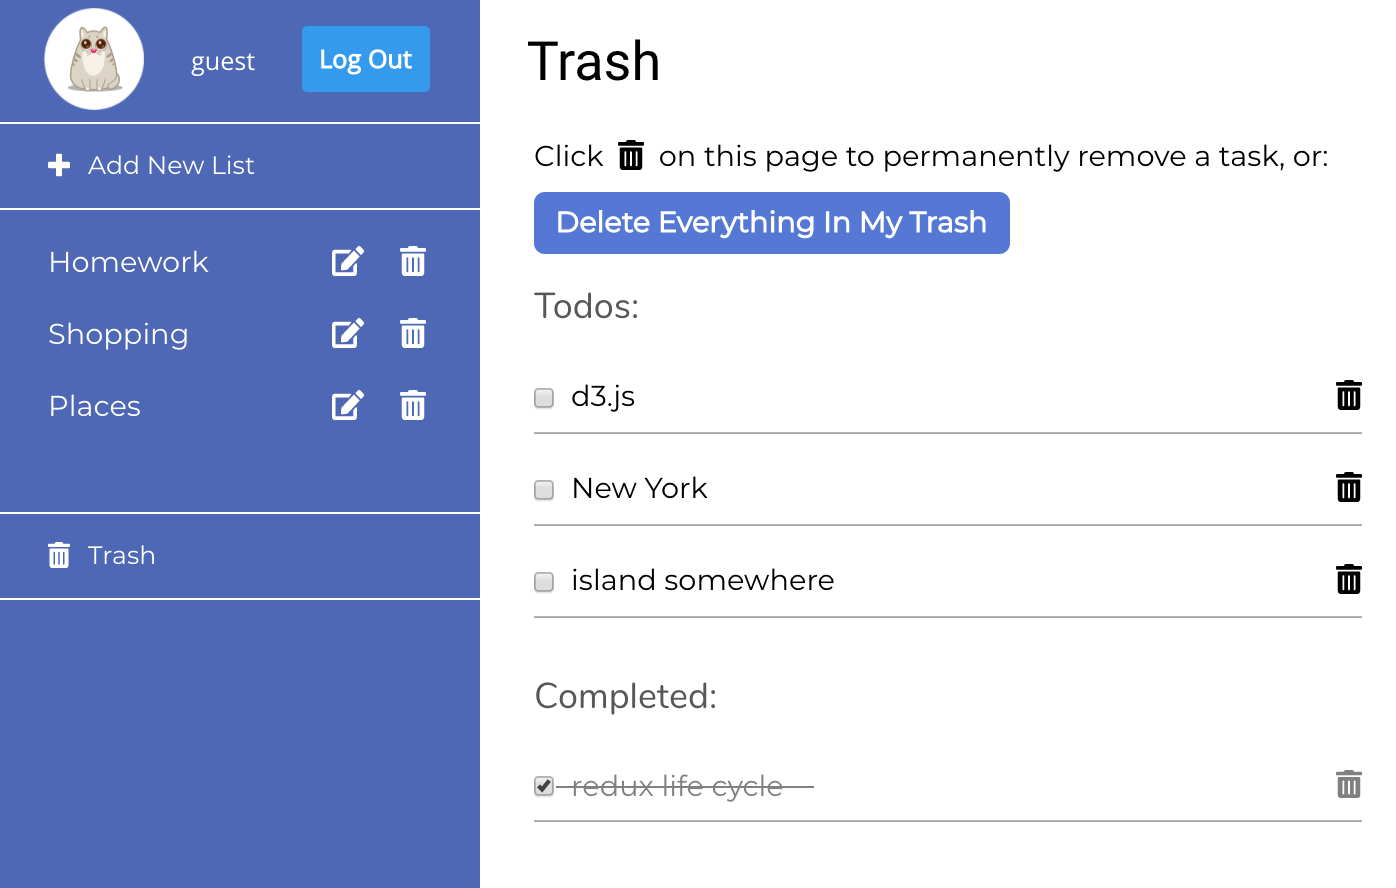 guest
Log Out
Add New List
Homework
Shopping
Places
Trash
Trash
Click on this page to permanently remove a task, or:
Delete Everything In My Trash
Todos:
d3.js
New York
island somewhere
Completed:
redux life cycle